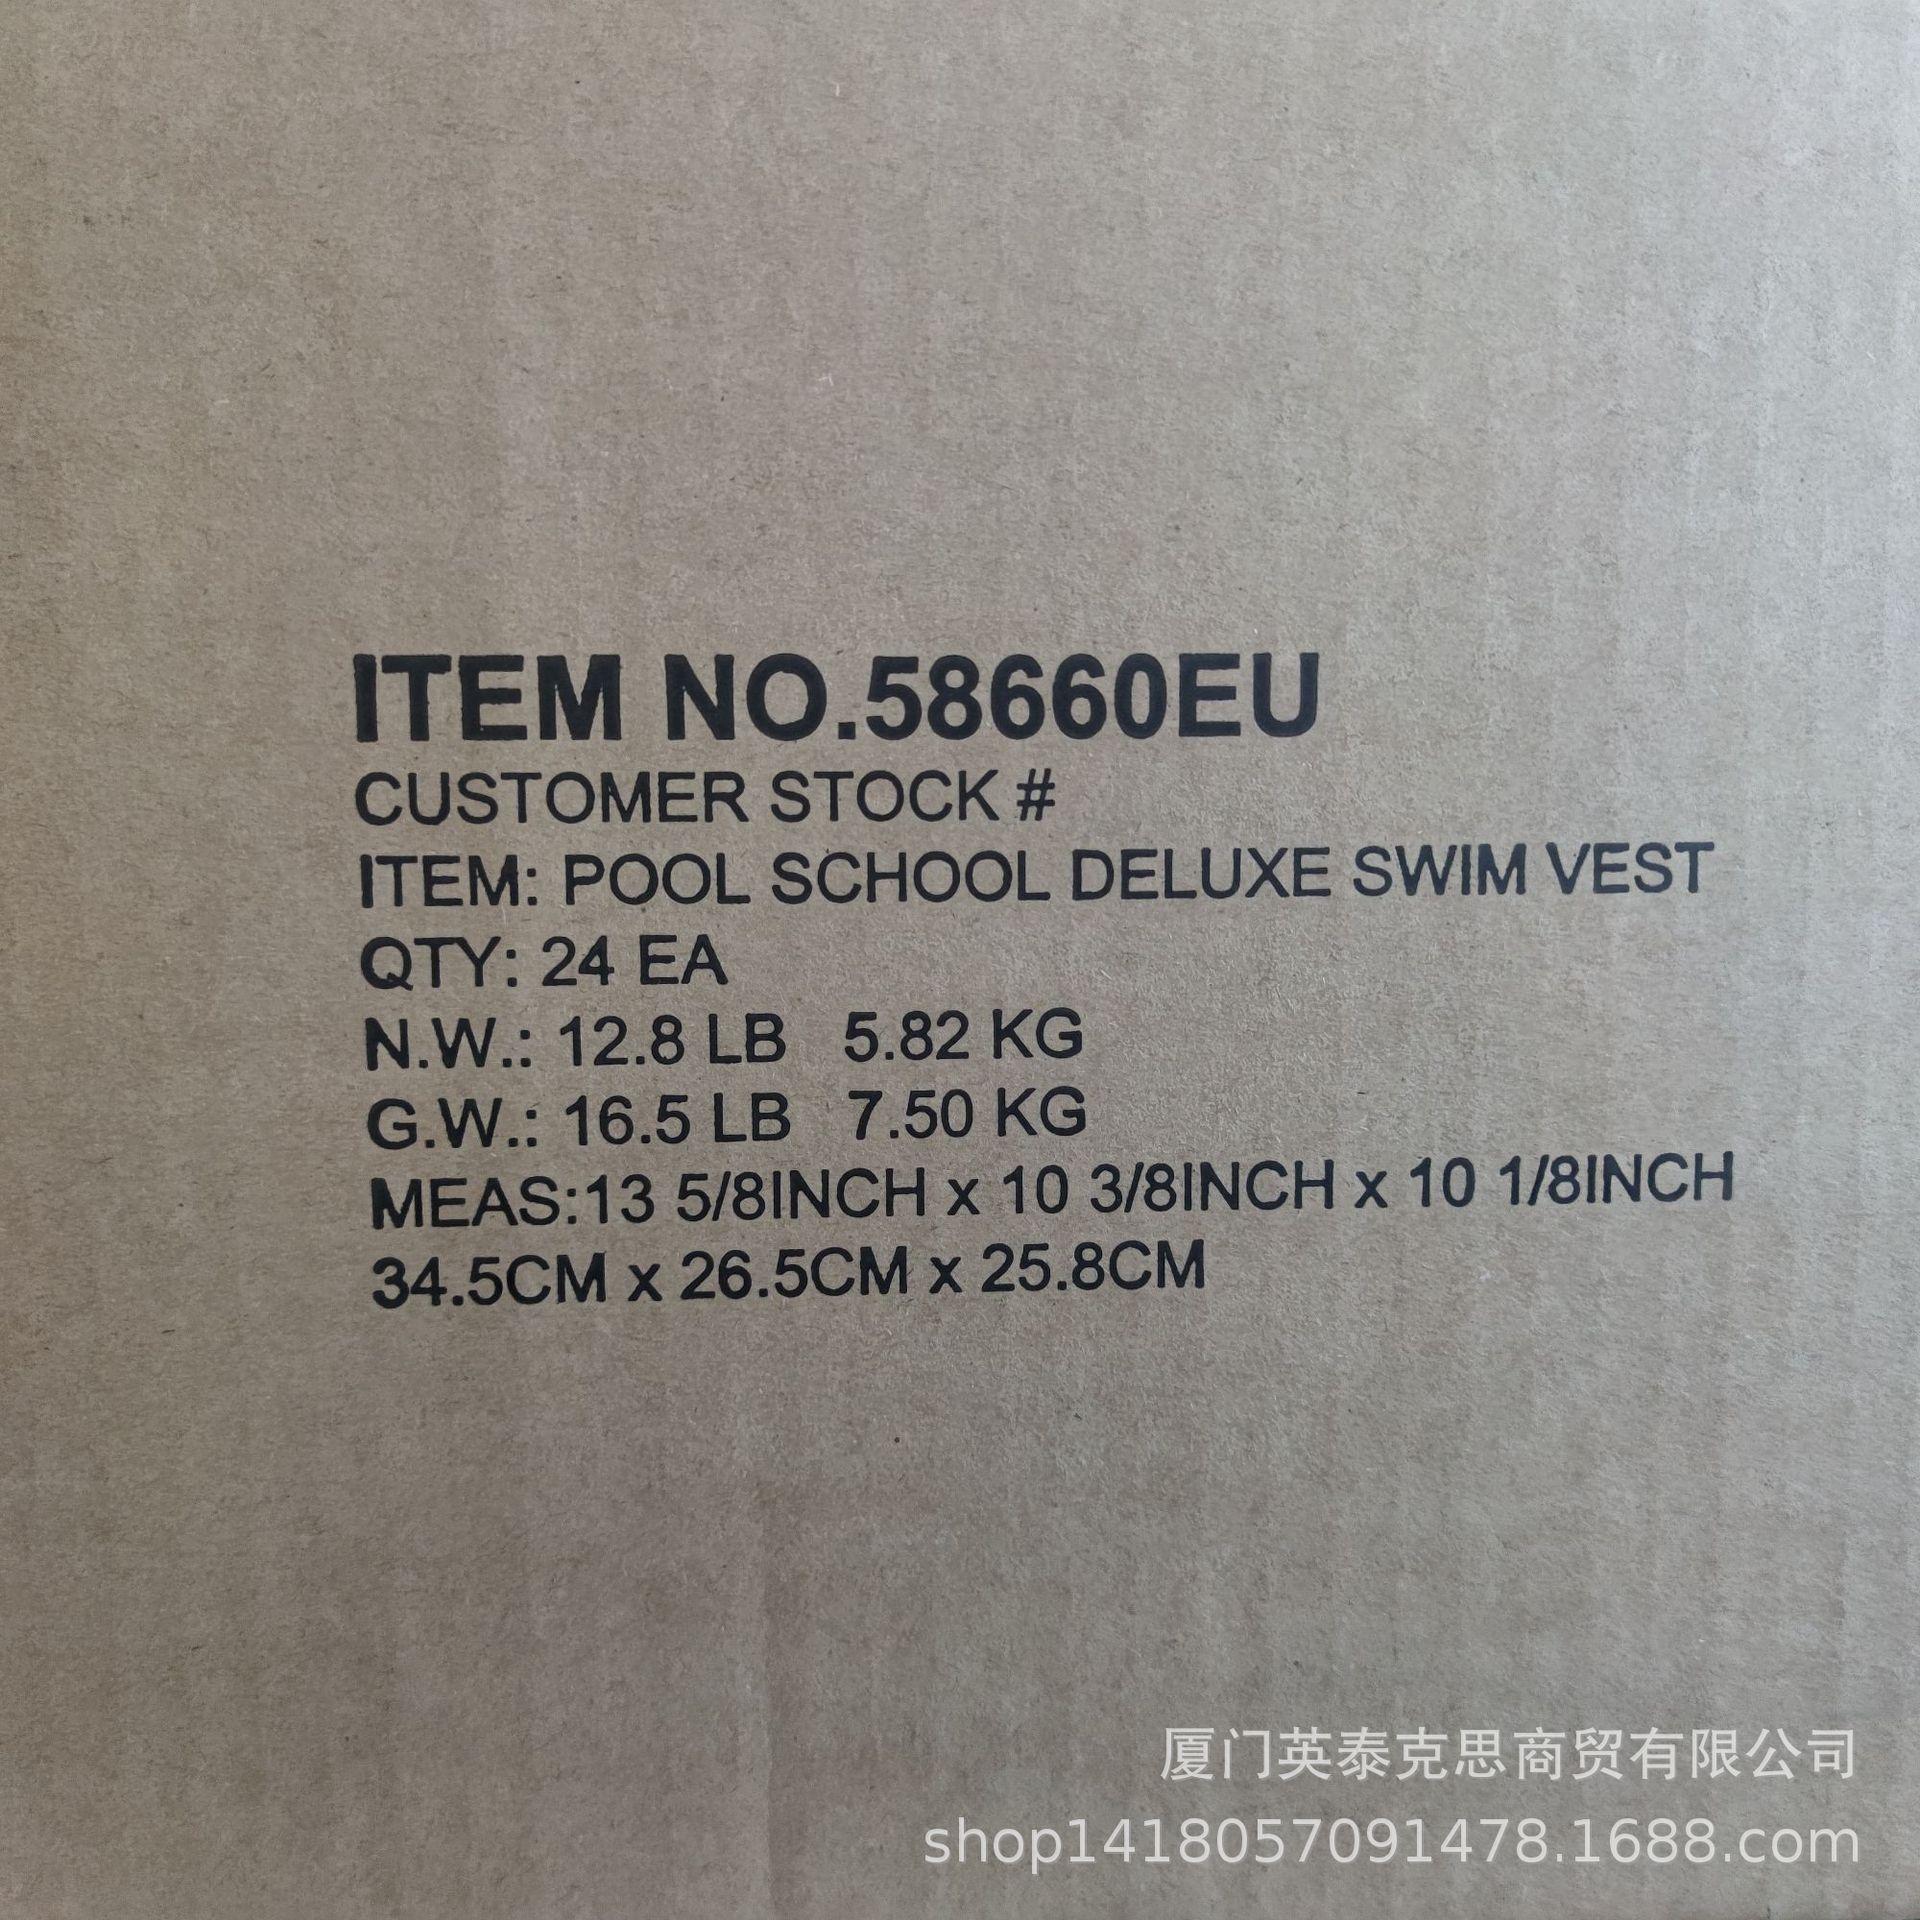 ITEM NO.58660EU
CUSTOMER STOCK #
ITEM: POOL SCHOOL DELUXE SWIM VEST
QTY: 24 EA
N.W.: 12.8 LB 5.82 KG
G.W.: 16.5 LB 7.50 KG
MEAS:13 5/8INCH x 10 3/8INCH x 10 1/8INCH
34.5CM x 26.5CM x 25.8CM
厦门英泰克思商贸有限公司
shop1418057091478.1688.com